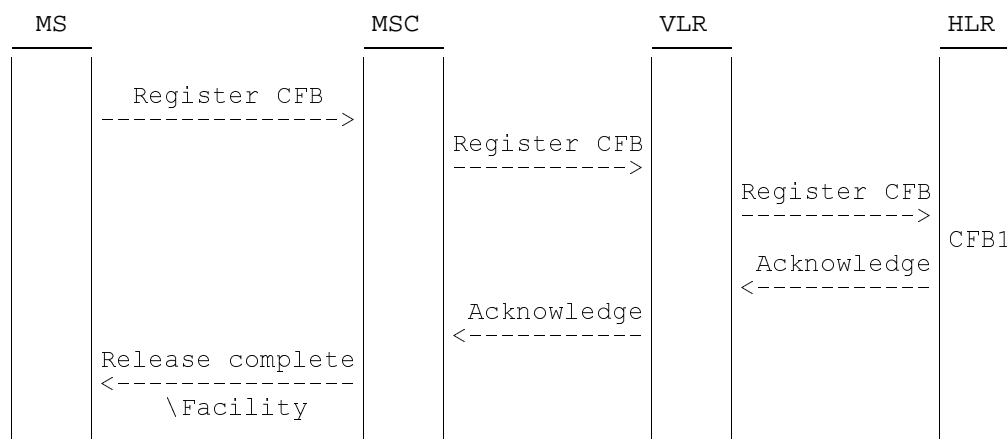 MS MSC VLR HLR
Register CFB
Register CFB
Register CFB
CFB1
Acknowledge
Acknowledge
Release complete
\Facility